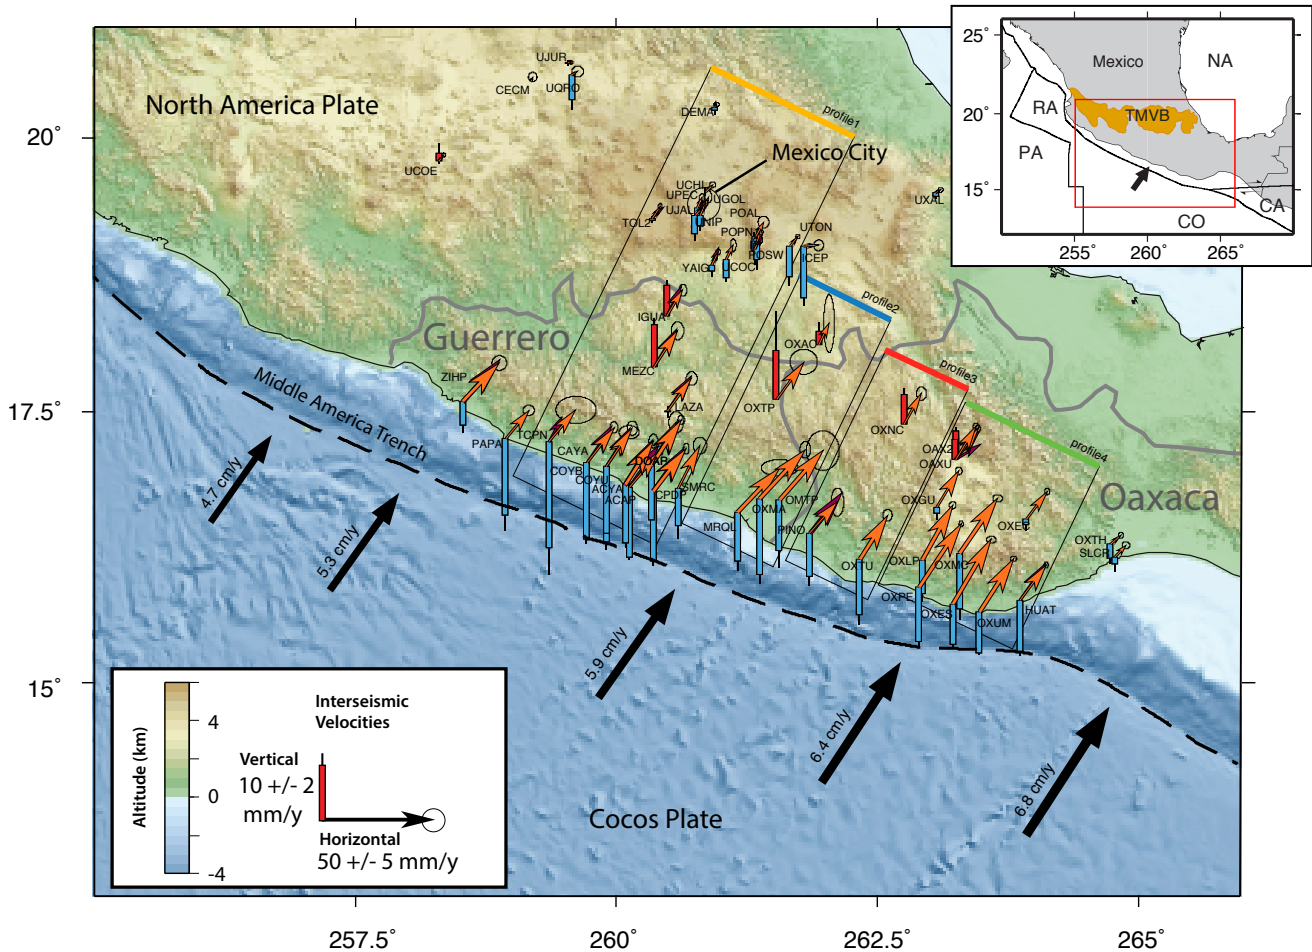 25°
20°
15°
255
260
265°
Mexico
NA
RA
TMVB
PA
CO
CA
North America Plate
20°
17.5°
15°
UJUR
CECM
UQRO
DEMA
profile1
Mexico City
UCOE
UCHI
UPEC
UGOL
UJAL
UNIP
POAL
TOL2
POPN
UTON
UXAL
POSW
ICEP
YAIG
COCO
profile2
IGUA
Guerrero
OXAC
MEZC
profile3
ZIHP
OXTP
LAZA
Middle America Trench
OXNC
PAPA
TCPN
profile4
CAYA
OAX2
OAXU
DOAR
COYB
COYU
ACYA
ACAP
CPDP
SMRC
OMTP
OXMA
MRQL
PINO
OXGU
OXEJ
Oaxaca
4.7 cm/y
5.3 cm/y
OXTU
OXLP
OXMC
OXTH
SLCR
OXPE
OXES
OXUM
HUAT
5.9 cm/y
6.4 cm/y
6.8 cm/y
Cocos Plate
Altitude (km)
4
0
-4
Interseismic
Velocities
Vertical
10 +/- 2
mm/y
Horizontal
50 +/- 5 mm/y
257.5°
260°
262.5°
265°